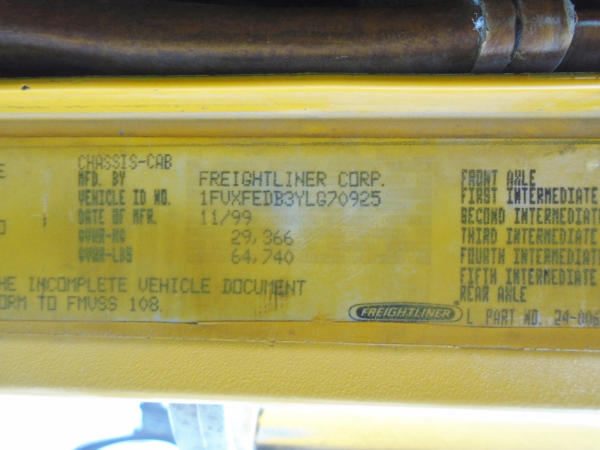 CHASSIS-CAB
MFD. BY FREIGHTLINER CORP.
VEHICLE ID NO. 1FVXFEDB3YLG70925
DATE OF MFR. 11/99
GVWR-KG 29,366
GVWR-LBS 64,740
HE INCOMPLETE VEHICLE DOCUMENT
ORM TO FMVSS 108.
FREIGHTLINER
FRONT AXLE
FIRST INTERMEDIATE
SECOND INTERMEDIATE
THIRD INTERMEDIATE
FOURTH INTERMEDIATE
FIFTH INTERMEDIATE
REAR AXLE
L PART NO. 24-006